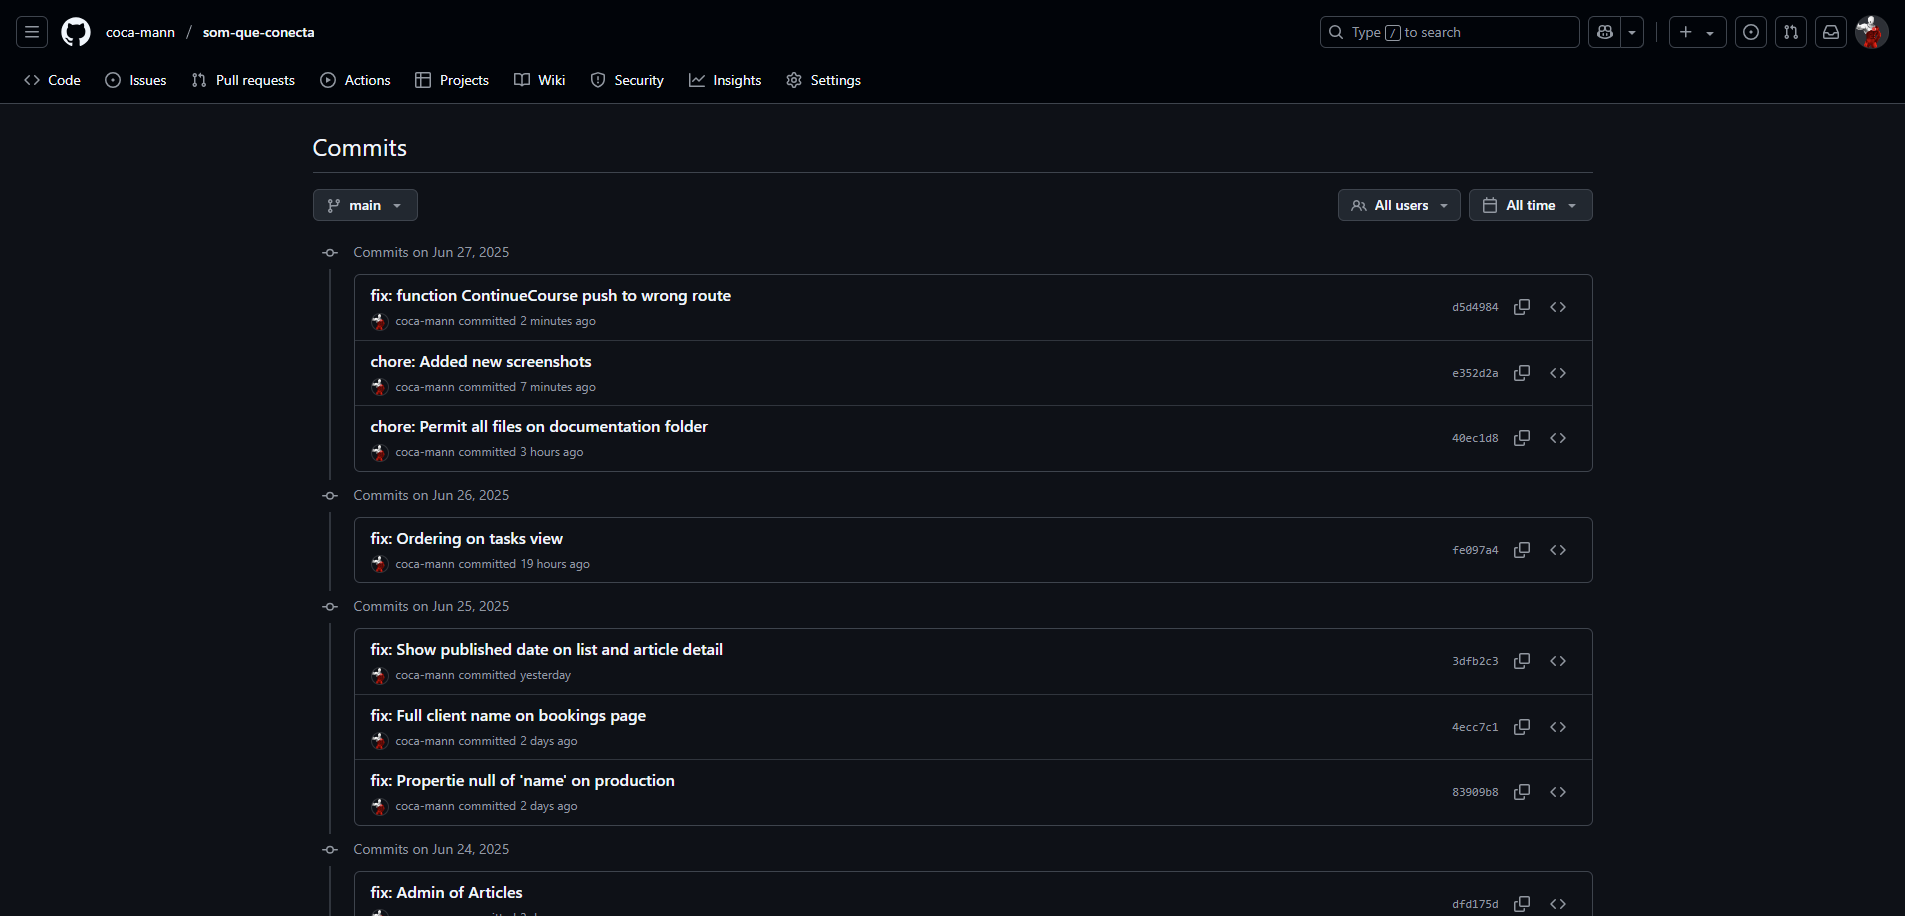 coca-mann / som-que-conecta
Type / to search
Code Issues Pull requests Actions Projects Wiki Security Insights Settings
Commits
main All users All time
Commits on Jun 27, 2025
fix: function ContinueCourse push to wrong route
coca-mann committed 2 minutes ago
d5d4984
chore: Added new screenshots
coca-mann committed 7 minutes ago
e352d2a
chore: Permit all files on documentation folder
coca-mann committed 3 hours ago
40ec1d8
Commits on Jun 26, 2025
fix: Ordering on tasks view
coca-mann committed 19 hours ago
fe097a4
Commits on Jun 25, 2025
fix: Show published date on list and article detail
coca-mann committed yesterday
3dfb2c3
fix: Full client name on bookings page
coca-mann committed 2 days ago
4ecc7c1
fix: Propertie null of 'name' on production
coca-mann committed 2 days ago
83909b8
Commits on Jun 24, 2025
fix: Admin of Articles
dfd175d